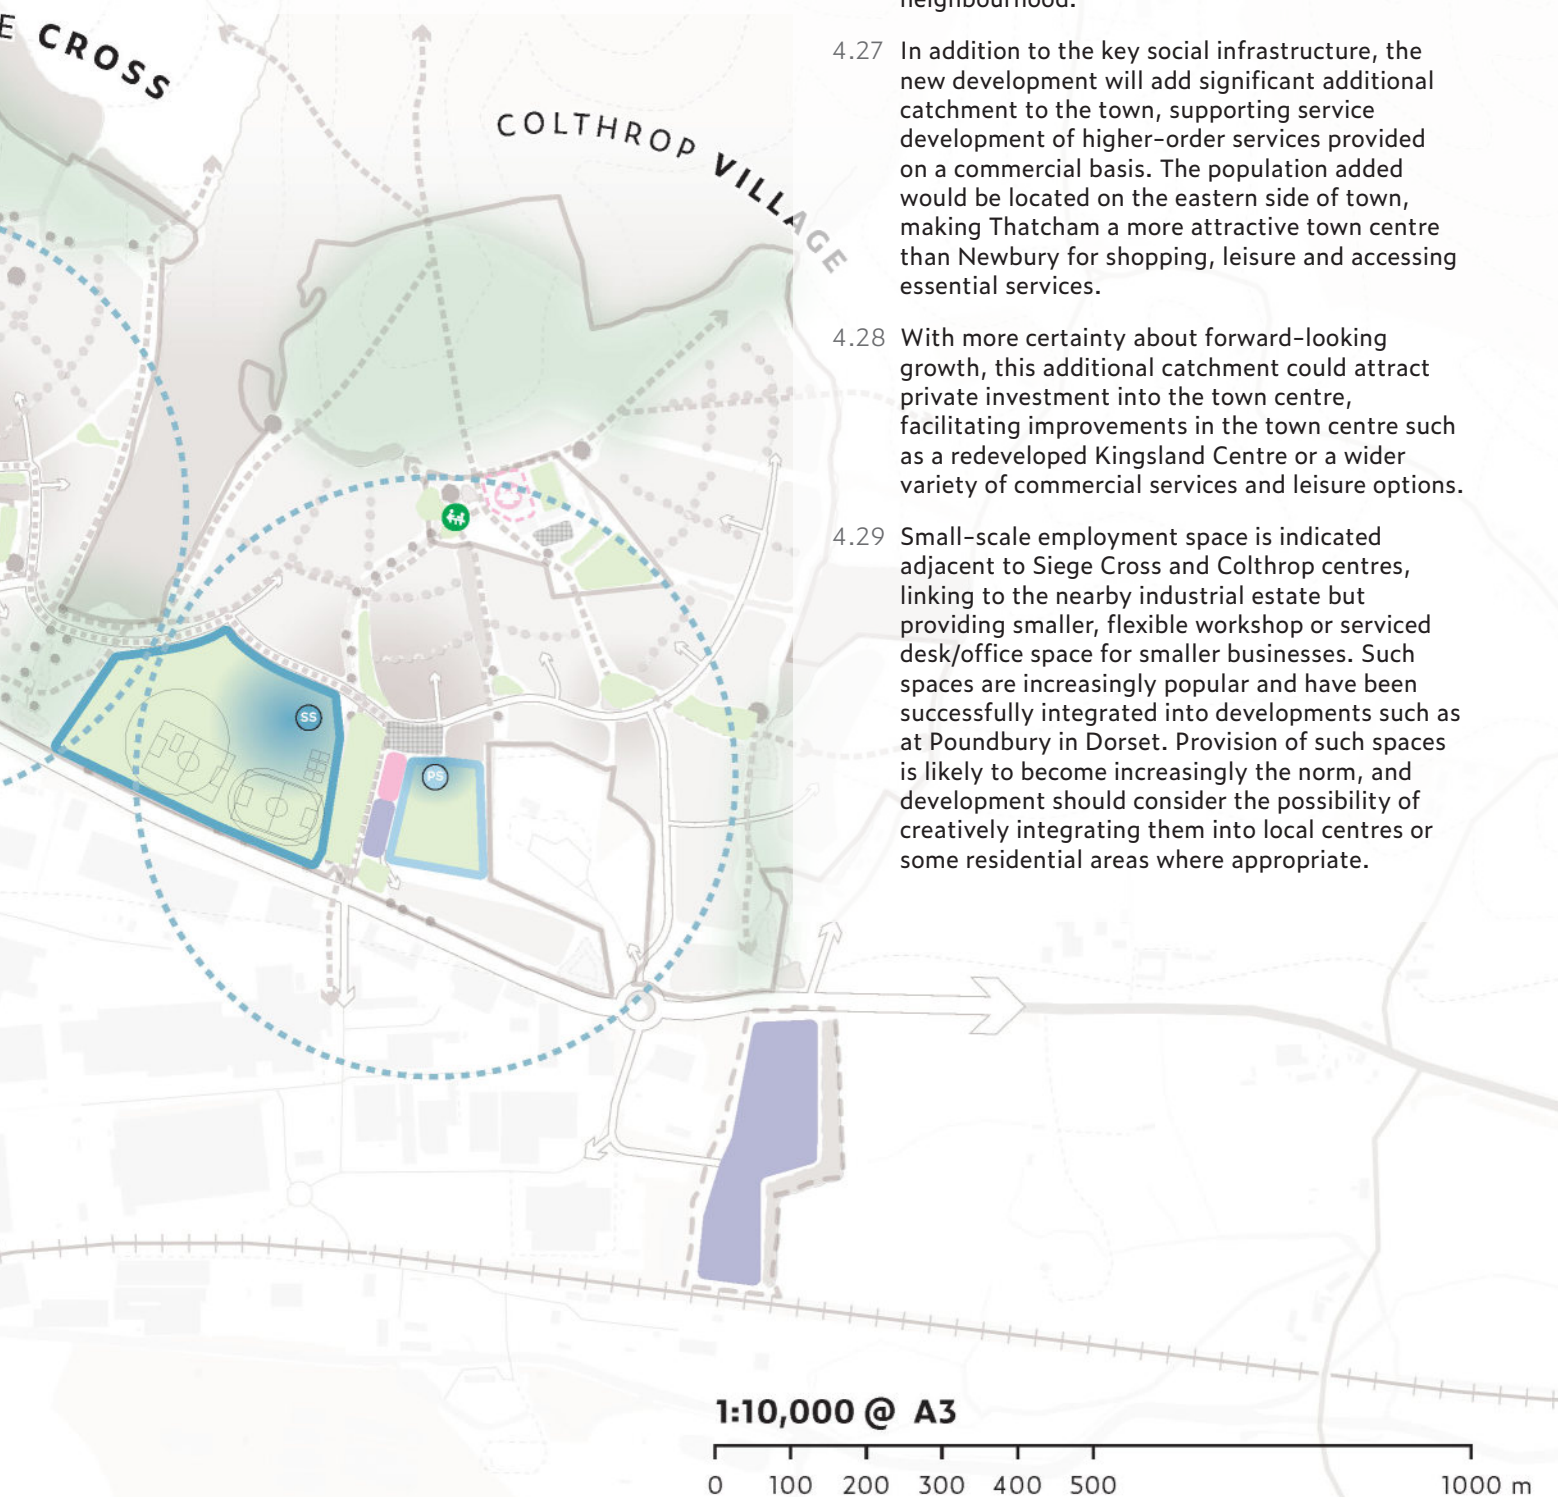 E CROSS
COLTHROP VILLAGE
SS
PS
neighbourhood.
4.27 In addition to the key social infrastructure, the
new development will add significant additional
catchment to the town, supporting service
development of higher-order services provided
on a commercial basis. The population added
would be located on the eastern side of town,
making Thatcham a more attractive town centre
than Newbury for shopping, leisure and accessing
essential services.
4.28 With more certainty about forward-looking
growth, this additional catchment could attract
private investment into the town centre,
facilitating improvements in the town centre such
as a redeveloped Kingsland Centre or a wider
variety of commercial services and leisure options.
4.29 Small-scale employment space is indicated
adjacent to Siege Cross and Colthrop centres,
linking to the nearby industrial estate but
providing smaller, flexible workshop or serviced
desk/office space for smaller businesses. Such
spaces are increasingly popular and have been
successfully integrated into developments such as
at Poundbury in Dorset. Provision of such spaces
is likely to become increasingly the norm, and
development should consider the possibility of
creatively integrating them into local centres or
some residential areas where appropriate.
1:10,000 @ A3
0 100 200 300 400 500 1000 m